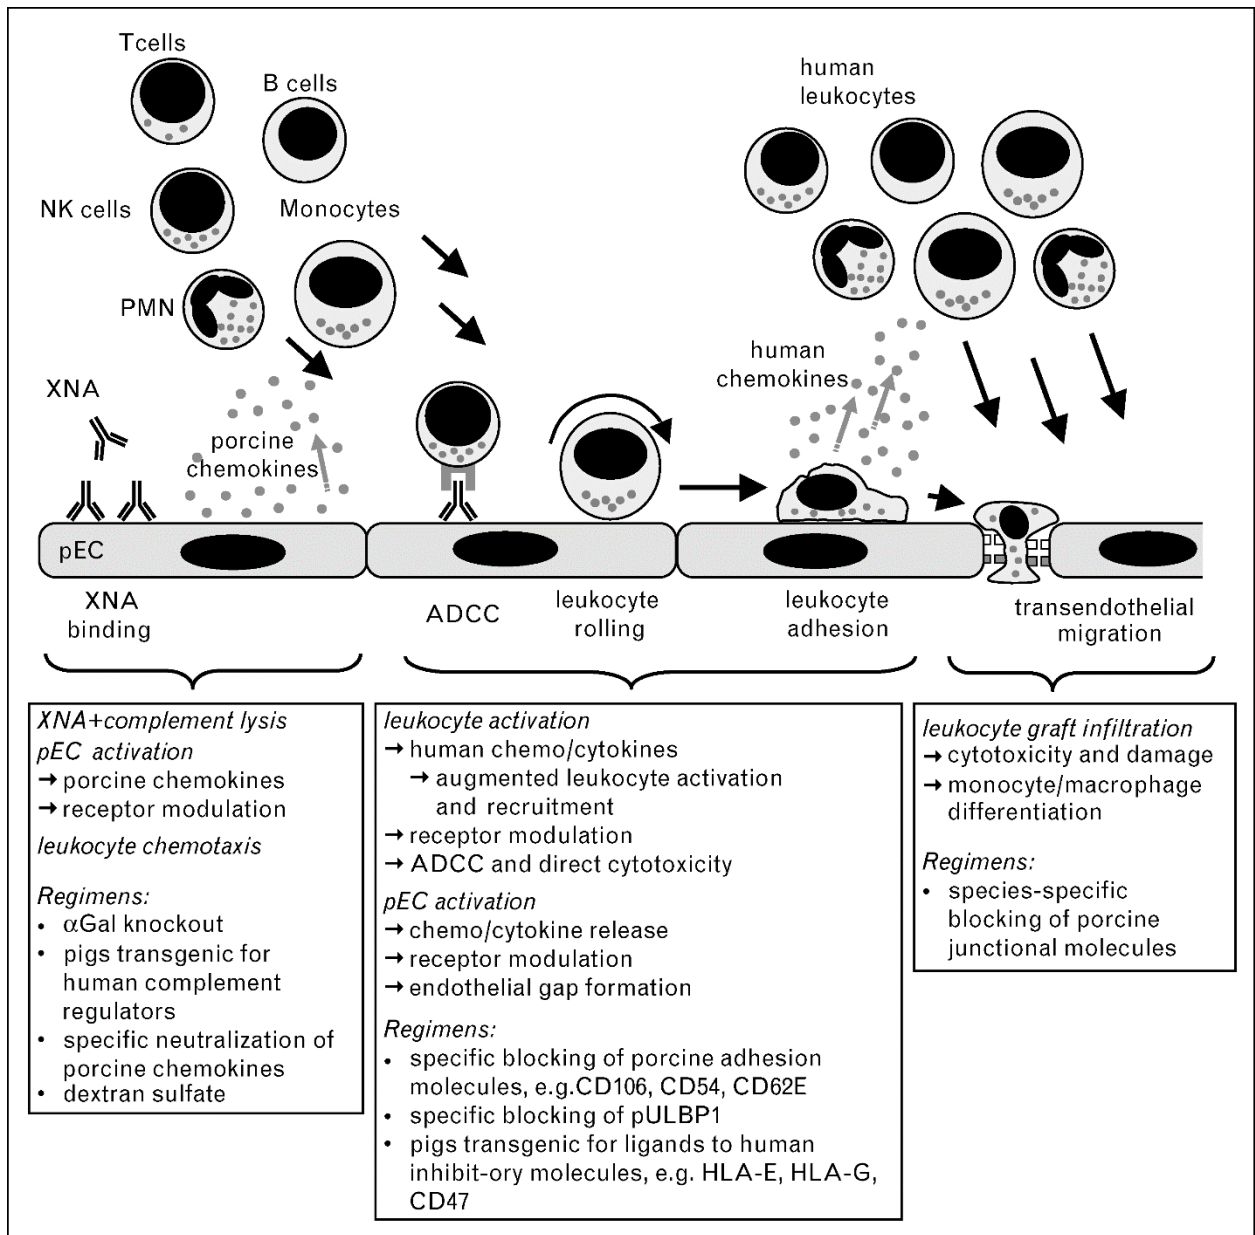 Tcells
B cells
NK cells
Monocytes
PMN
human
leukocytes
XNA
porcine
chemokines
human
chemokines
pEC
XNA
binding
ADCC
leukocyte
rolling
leukocyte
adhesion
transendothelial
migration
XNA+complement lysis
pEC activation
→ porcine chemokines
→ receptor modulation
leukocyte chemotaxis
Regimens:
• αGal knockout
• pigs transgenic for
human complement
regulators
• specific neutralization of
porcine chemokines
• dextran sulfate
leukocyte activation
→ human chemo/cytokines
→ augmented leukocyte activation
and recruitment
→ receptor modulation
→ ADCC and direct cytotoxicity
pEC activation
→ chemo/cytokine release
→ receptor modulation
→ endothelial gap formation
Regimens:
• specific blocking of porcine adhesion
molecules, e.g.CD106, CD54, CD62E
• specific blocking of pULBP1
• pigs transgenic for ligands to human
inhibit-ory molecules, e.g. HLA-E, HLA-G,
CD47
leukocyte graft infiltration
→ cytotoxicity and damage
→ monocyte/macrophage
differentiation
Regimens:
• species-specific
blocking of porcine
junctional molecules